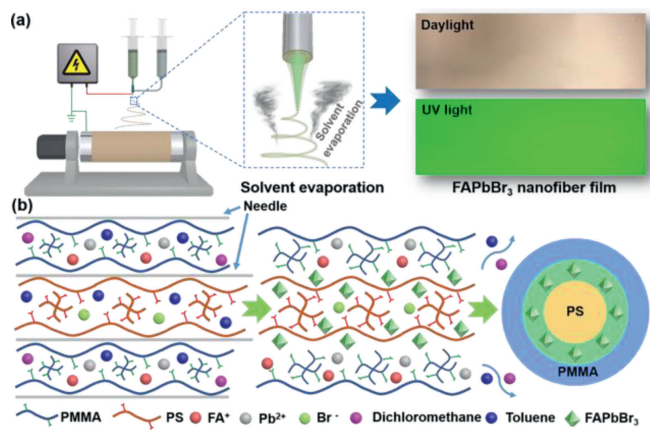 (a)
Solvent
evaporation
Daylight
UV light
Solvent evaporation
FAPbBr₃ nanofiber film
(b)
Needle
PS
PMMA
PMMA PS FA⁺ Pb²⁺ Br⁻ Dichloromethane Toluene FAPbBr₃